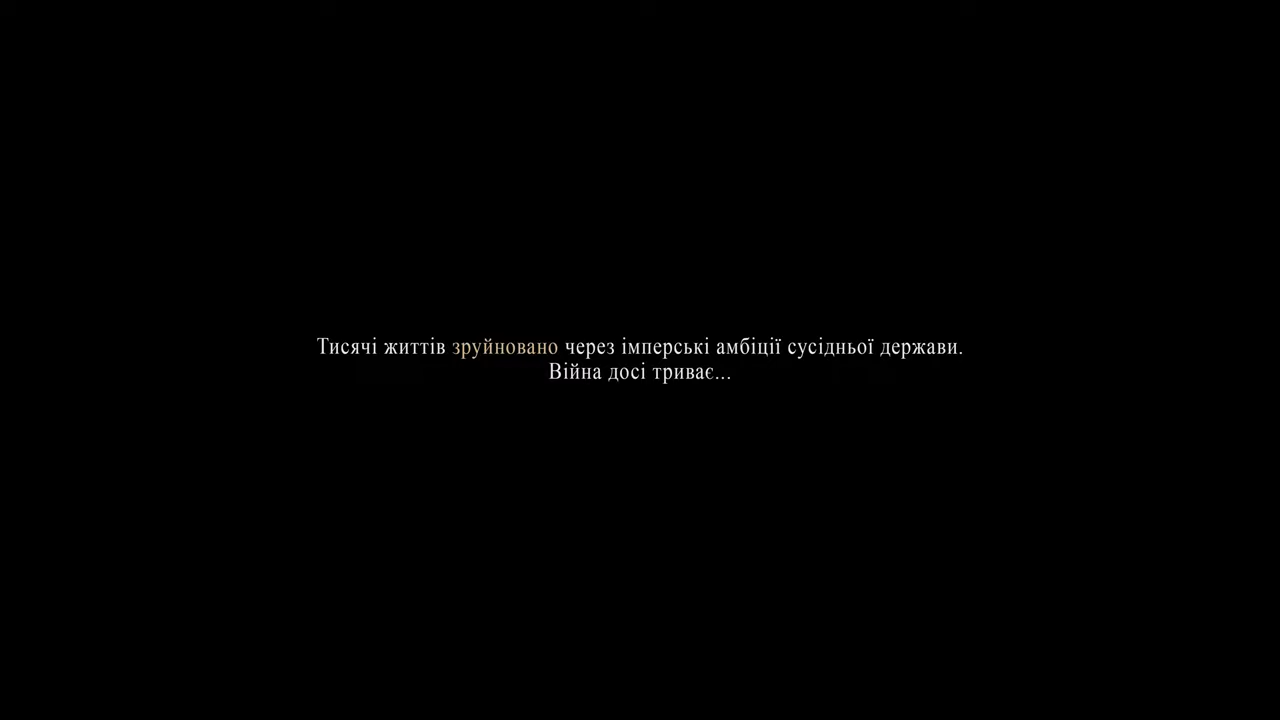 Тисячі життів зруйновано через імперські амбіції сусідньої держави.
Війна досі триває...